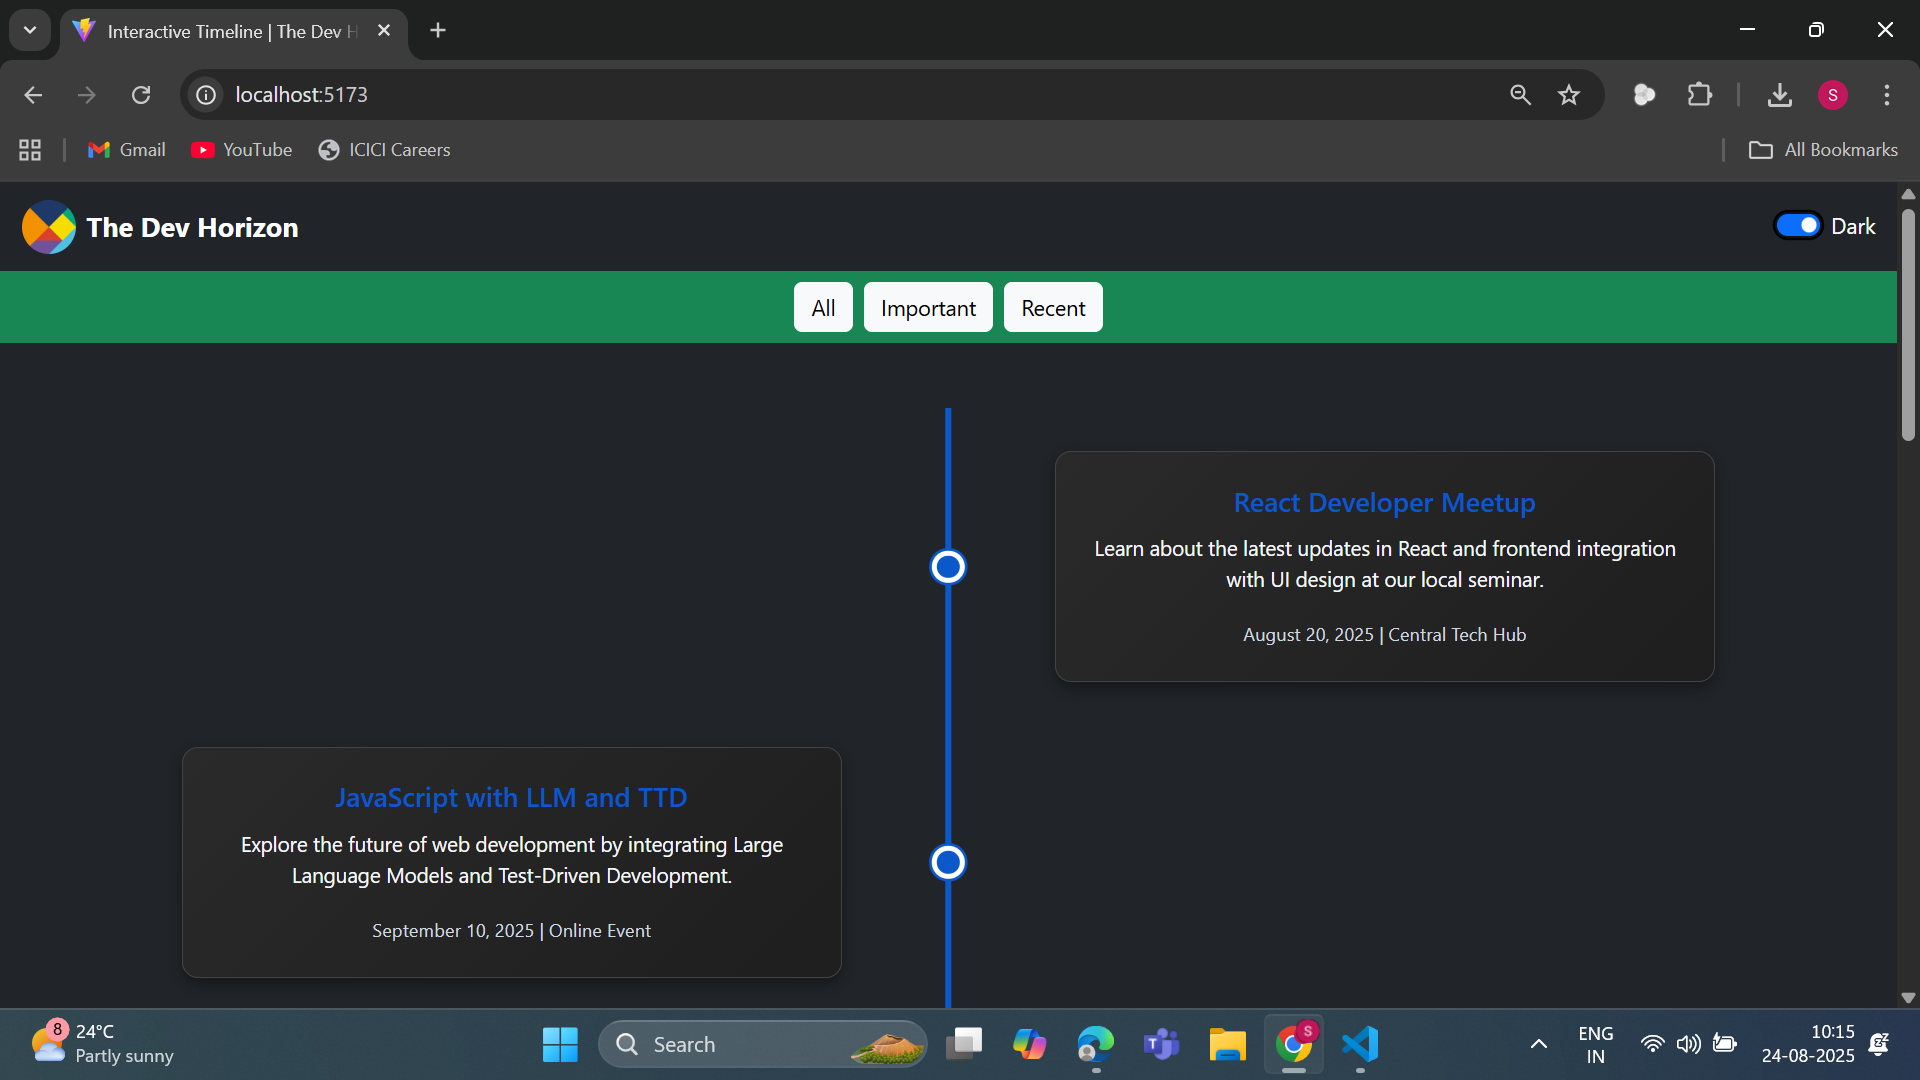 Interactive Timeline | The Dev H
localhost:5173
S
Gmail
YouTube
ICICI Careers
All Bookmarks
The Dev Horizon
Dark
All
Important
Recent
React Developer Meetup
Learn about the latest updates in React and frontend integration
with UI design at our local seminar.
August 20, 2025 | Central Tech Hub
JavaScript with LLM and TTD
Explore the future of web development by integrating Large
Language Models and Test-Driven Development.
September 10, 2025 | Online Event
8
24°C
Partly sunny
Search
T
S
ENG
IN
10:15
24-08-2025